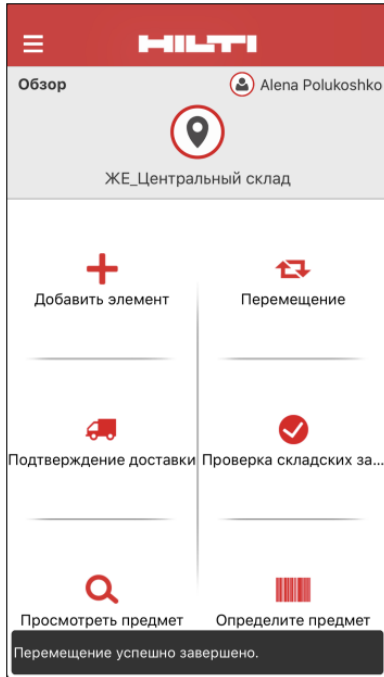 HILTI
Обзор Alena Polukoshko
ЖЕ_Центральный склад
Добавить элемент Перемещение
Подтверждение доставки Проверка складских за...
Просмотреть предмет Определите предмет
Перемещение успешно завершено.